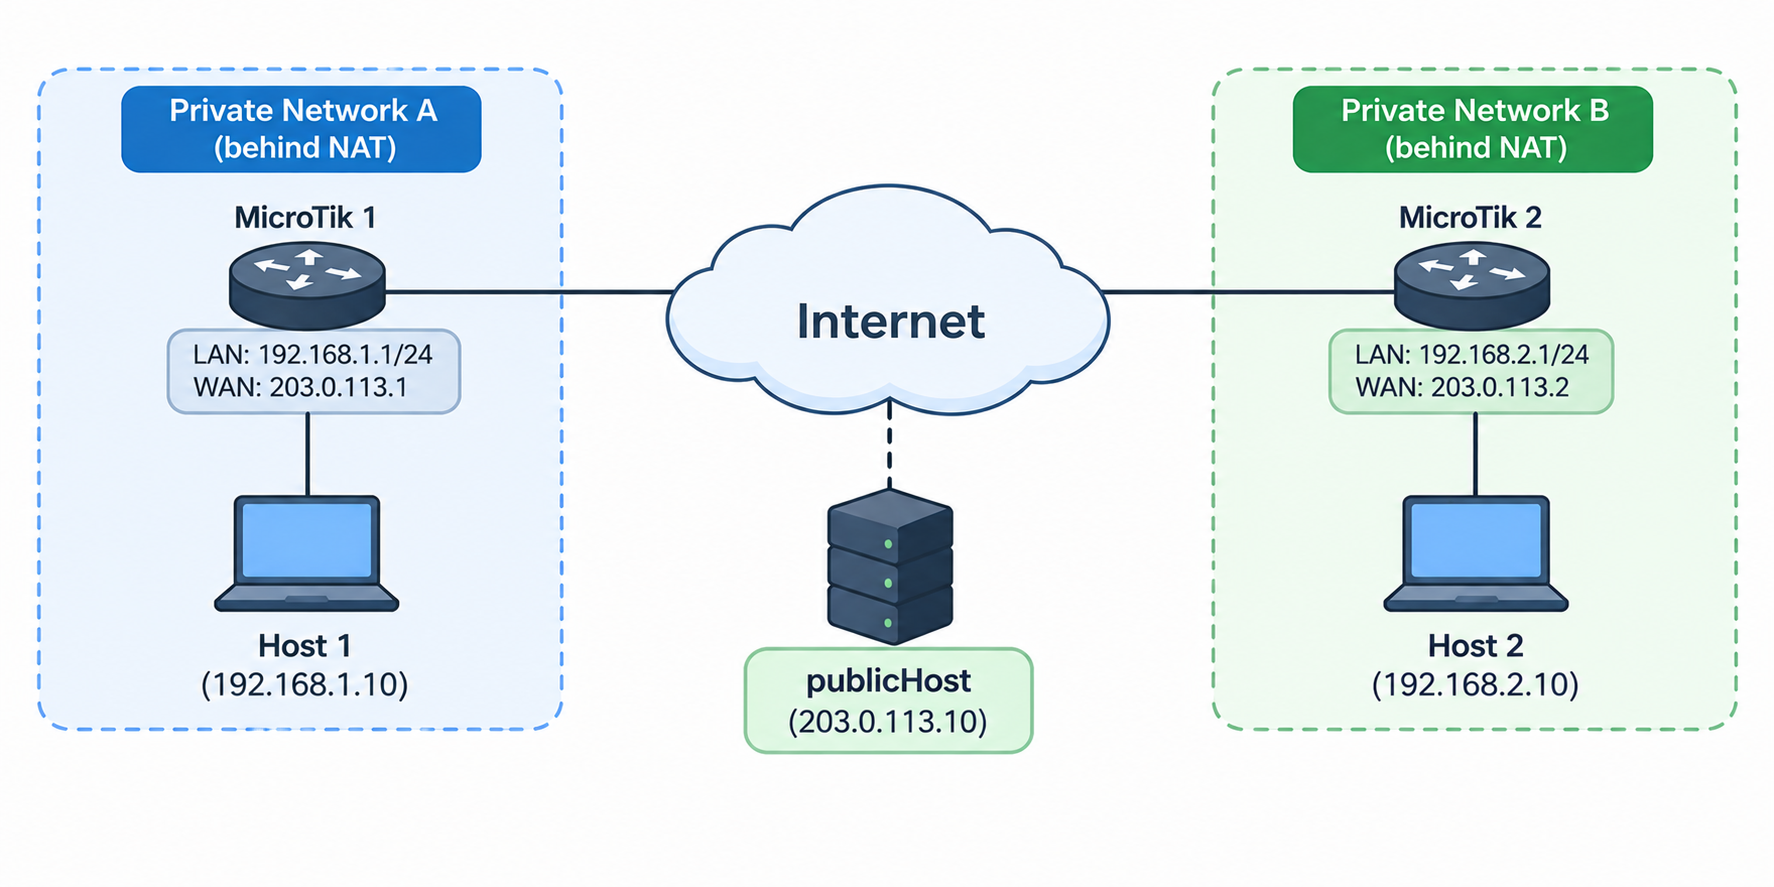 Private Network A
(behind NAT)
MicroTik 1
LAN: 192.168.1.1/24
WAN: 203.0.113.1
Host 1
(192.168.1.10)
Internet
publicHost
(203.0.113.10)
Private Network B
(behind NAT)
MicroTik 2
LAN: 192.168.2.1/24
WAN: 203.0.113.2
Host 2
(192.168.2.10)